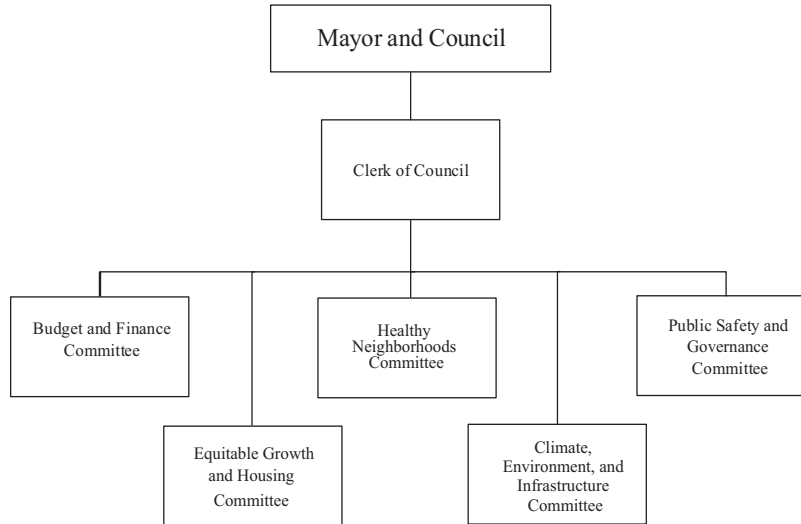 Mayor and Council
Clerk of Council
Budget and Finance
Committee
Healthy
Neighborhoods
Committee
Public Safety and
Governance
Committee
Equitable Growth
and Housing
Committee
Climate,
Environment, and
Infrastructure
Committee